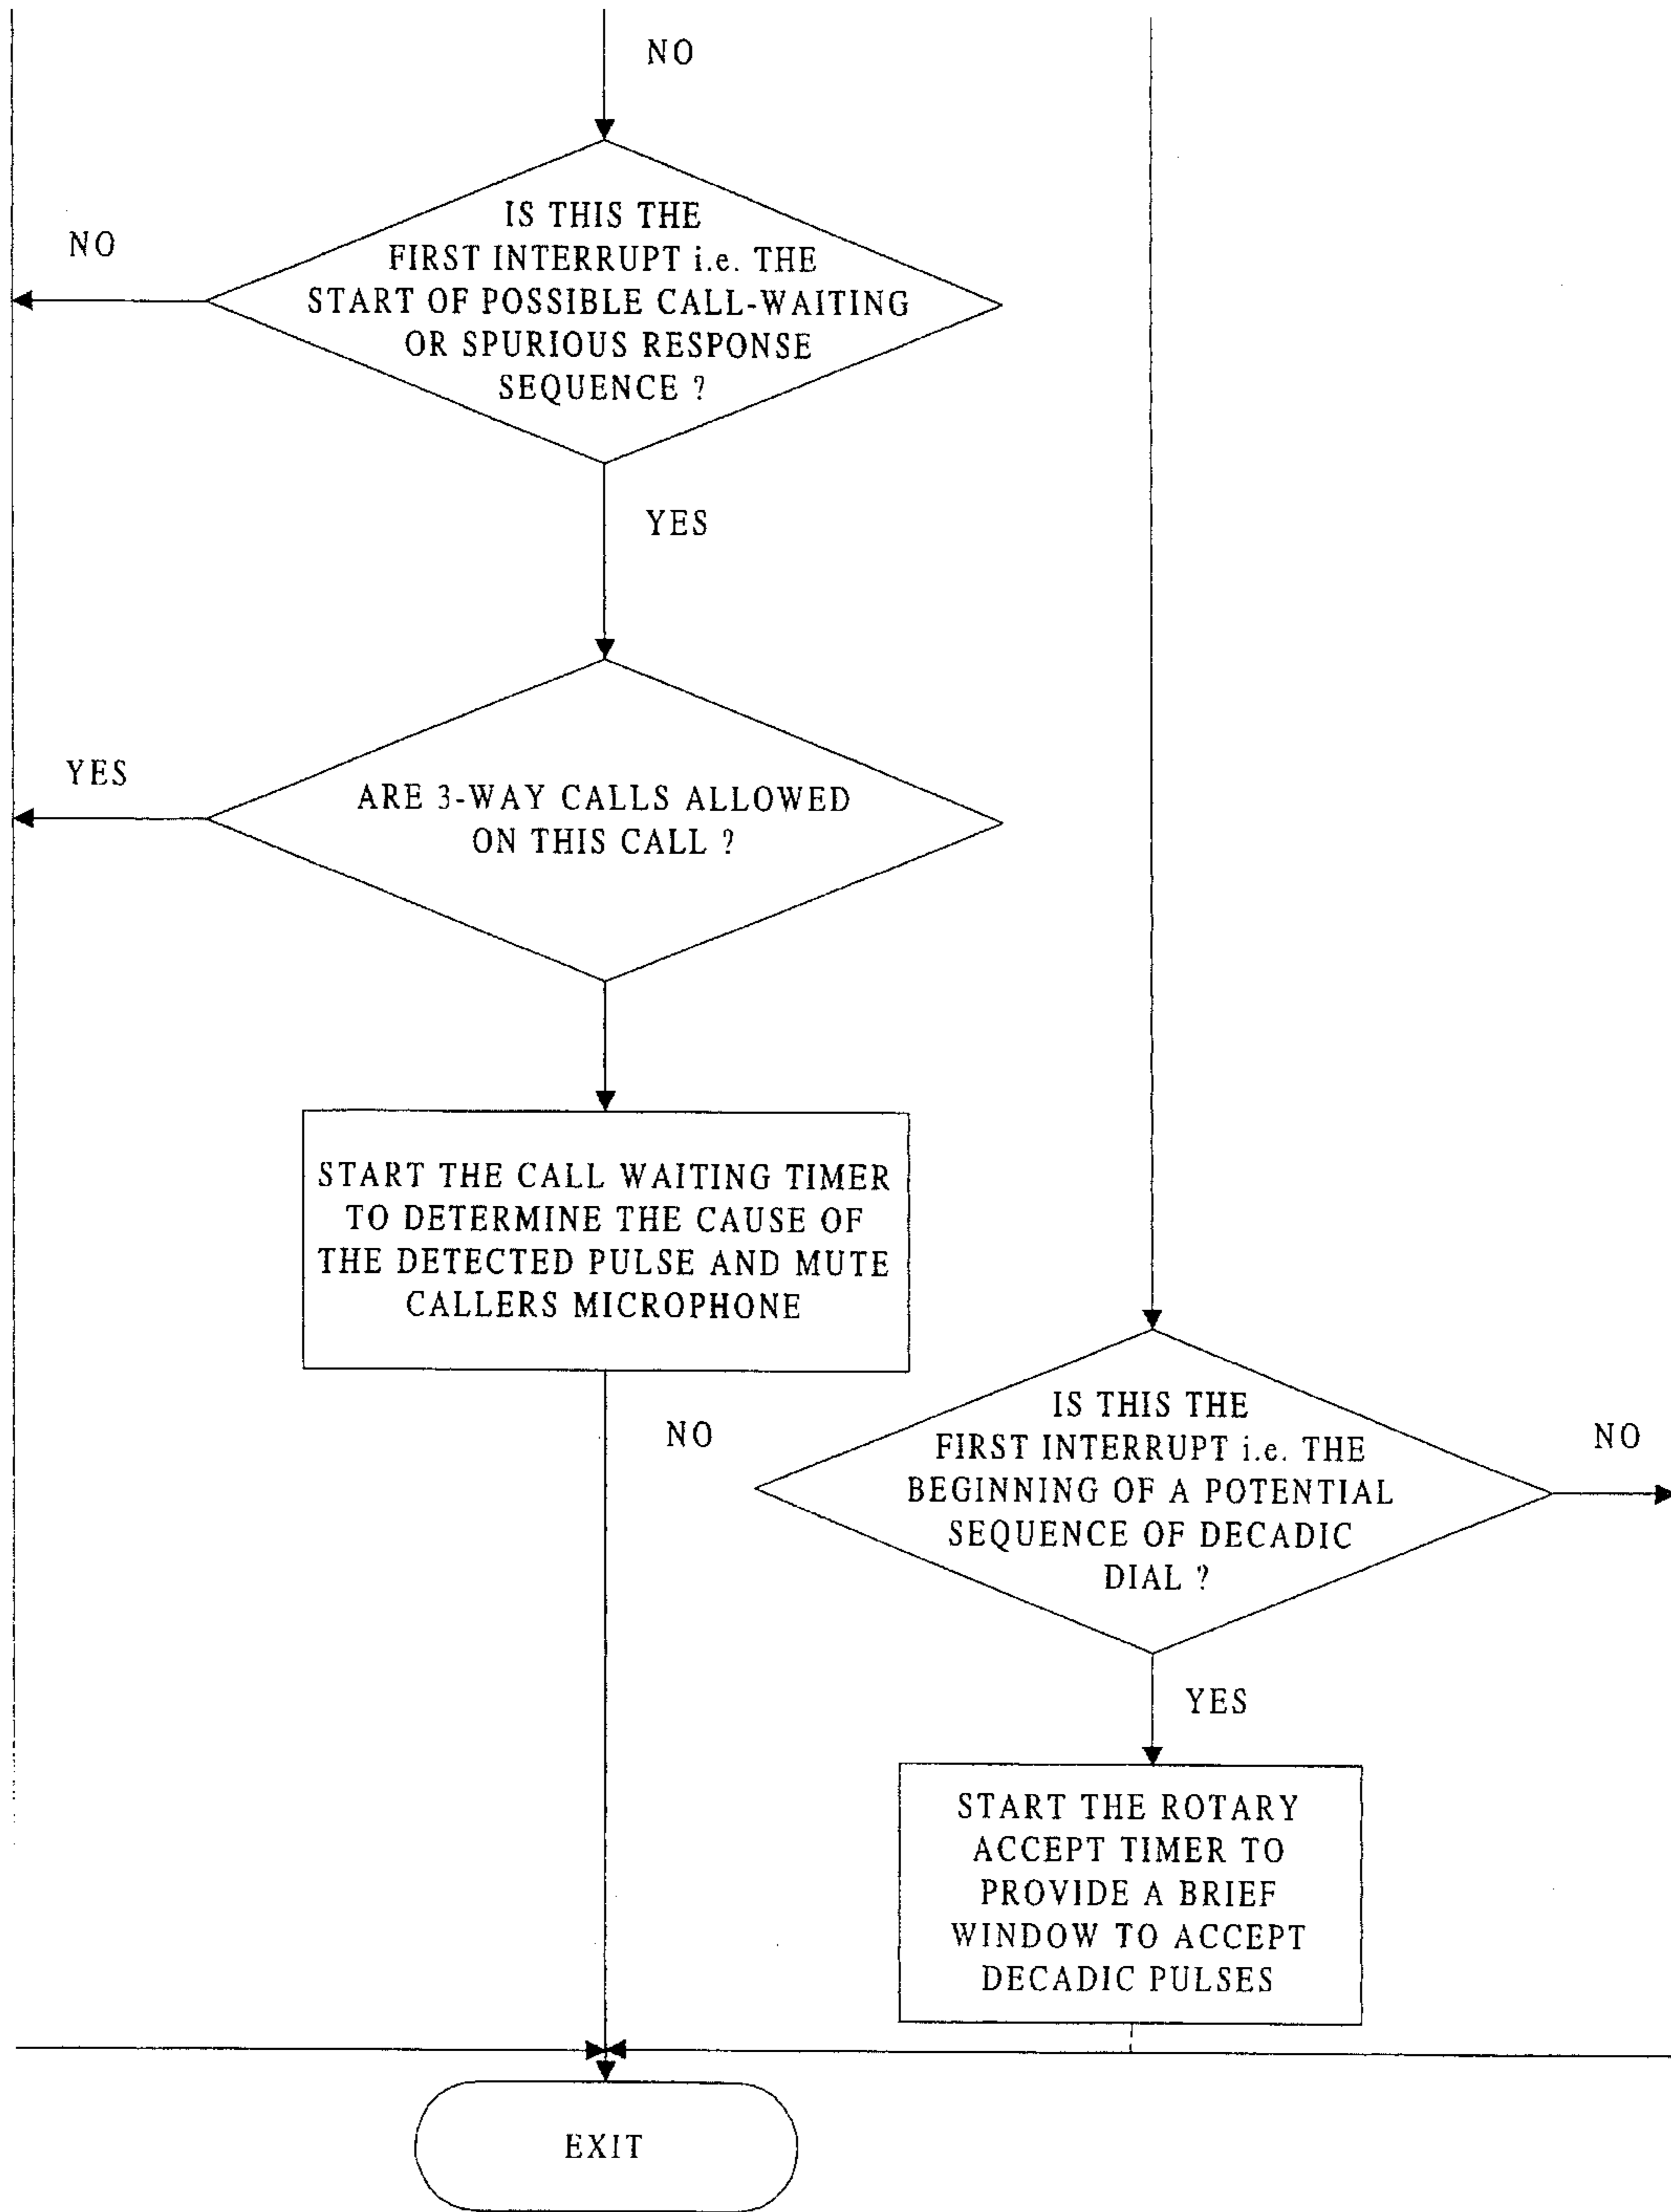 NO
IS THIS THE
FIRST INTERRUPT i.e. THE
START OF POSSIBLE CALL-WAITING
OR SPURIOUS RESPONSE
SEQUENCE ?
NO
YES
ARE 3-WAY CALLS ALLOWED
ON THIS CALL ?
YES
START THE CALL WAITING TIMER
TO DETERMINE THE CAUSE OF
THE DETECTED PULSE AND MUTE
CALLERS MICROPHONE
NO
IS THIS THE
FIRST INTERRUPT i.e. THE
BEGINNING OF A POTENTIAL
SEQUENCE OF DECADIC
DIAL ?
NO
YES
START THE ROTARY
ACCEPT TIMER TO
PROVIDE A BRIEF
WINDOW TO ACCEPT
DECADIC PULSES
EXIT